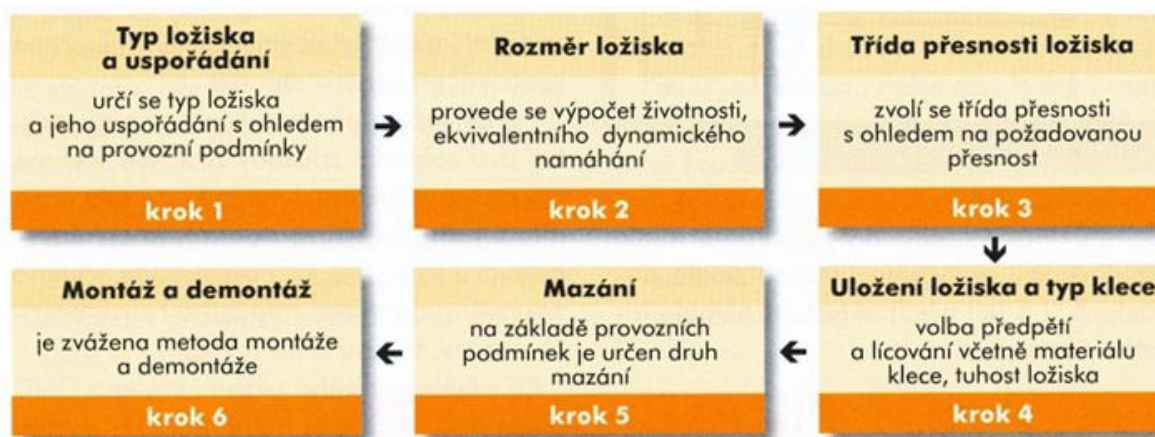 Typ ložiska
a uspořádání
určí se typ ložiska
a jeho uspořádání s ohledem
na provozní podmínky
krok 1
Rozměr ložiska
provede se výpočet životnosti,
ekvivalentního dynamického
namáhání
krok 2
Třída přesnosti ložiska
zvolí se třída přesnosti
s ohledem na požadovanou
přesnost
krok 3
Uložení ložiska a typ klece
volba předpětí
a lícování včetně materiálu
klece, tuhost ložiska
krok 4
Mazání
na základě provozních
podmínek je určen druh
mazání
krok 5
Montáž a demontáž
je zvážena metoda montáže
a demontáže
krok 6